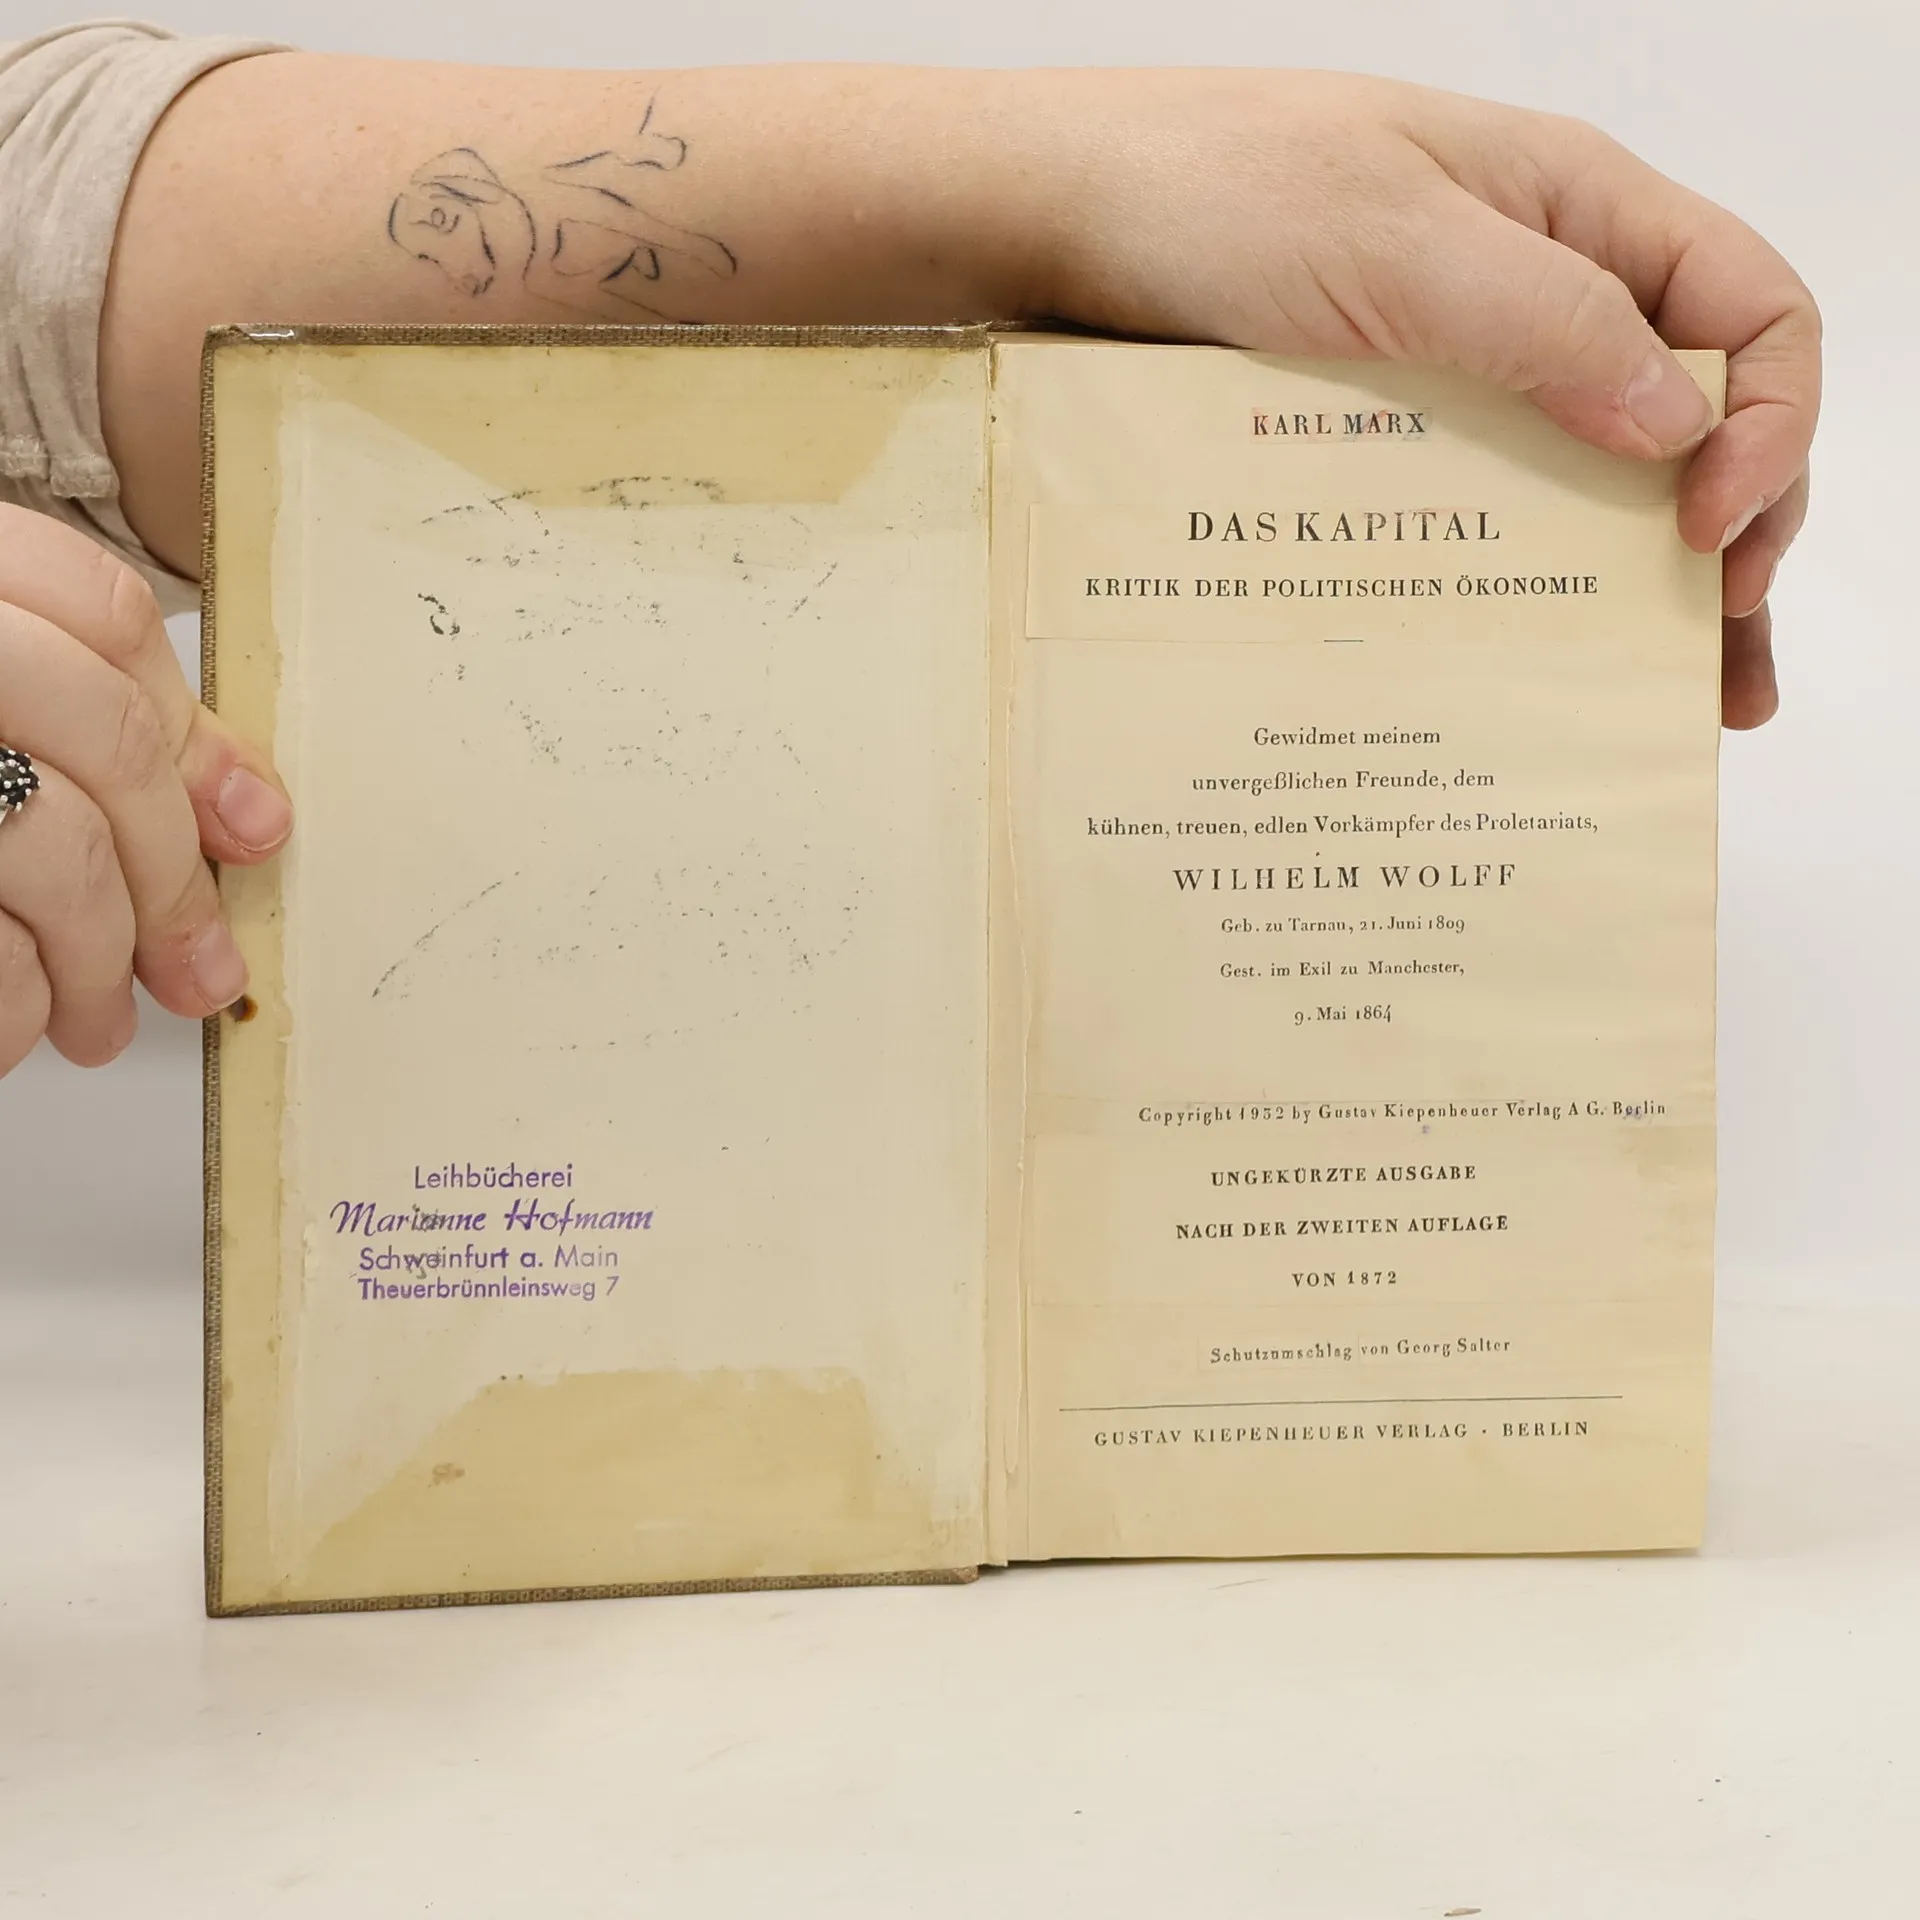 Leihbücherei
Marianne Hofmann
Schweinfurt a. Main
Theuerbrünnleinsweg 7
KARL MARX
DAS KAPITAL
KRITIK DER POLITISCHEN ÖKONOMIE
Gewidmet meinem
unvergeßlichen Freunde, dem
kühnen, treuen, edlen Vorkämpfer des Proletariats,
WILHELM WOLFF
Geb. zu Tarnau, 21. Juni 1809
Gest. im Exil zu Manchester,
9. Mai 1864
Copyright 1932 by Gustav Kiepenheuer Verlag A G. Berlin
UNGEKÜRZTE AUSGABE
NACH DER ZWEITEN AUFLAGE
VON 1872
Schutzumschlag von Georg Salter
GUSTAV KIEPENHEUER VERLAG · BERLIN